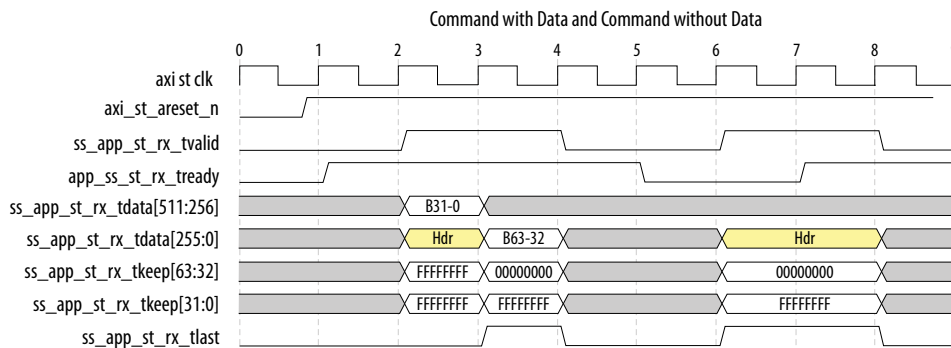 Command with Data and Command without Data
0 1 2 3 4 5 6 7 8
axi st clk
axi_st_areset_n
ss_app_st_rx_tvalid
app_ss_st_rx_tready
ss_app_st_rx_tdata[511:256] B31-0
ss_app_st_rx_tdata[255:0] Hdr B63-32 Hdr
ss_app_st_rx_tkeep[63:32] FFFFFFFF 00000000 00000000
ss_app_st_rx_tkeep[31:0] FFFFFFFF FFFFFFFF FFFFFFFF
ss_app_st_rx_tlast